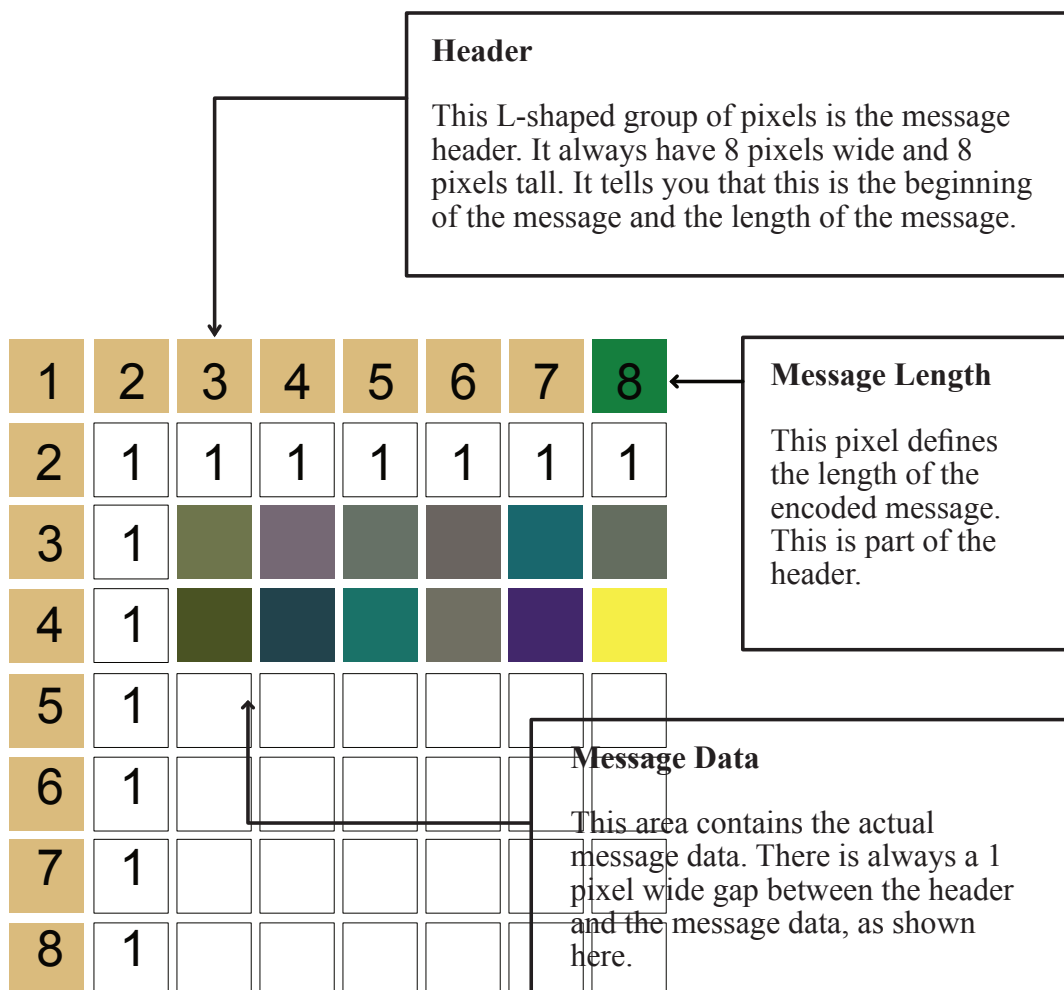 Header
This L-shaped group of pixels is the message
header. It always have 8 pixels wide and 8
pixels tall. It tells you that this is the beginning
of the message and the length of the message.
1 2 3 4 5 6 7 8
2 1 1 1 1 1 1 1
3 1
4 1
5 1
6 1
7 1
8 1
Message Length
This pixel defines
the length of the
encoded message.
This is part of the
header.
Message Data
This area contains the actual
message data. There is always a 1
pixel wide gap between the header
and the message data, as shown
here.